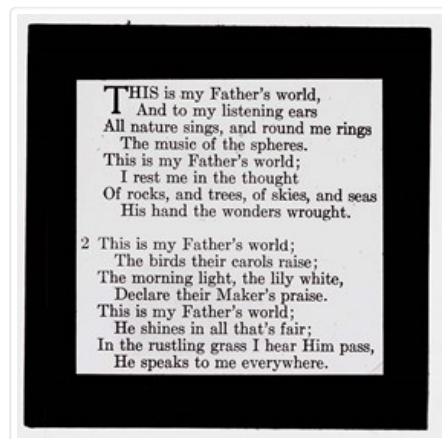 THIS is my Father's world,
And to my listening ears
All nature sings, and round me rings
The music of the spheres.
This is my Father's world;
I rest me in the thought
Of rocks, and trees, of skies, and seas
His hand the wonders wrought.
2 This is my Father's world;
The birds their carols raise;
The morning light, the lily white,
Declare their Maker's praise.
This is my Father's world;
He shines in all that's fair;
In the rustling grass I hear Him pass,
He speaks to me everywhere.